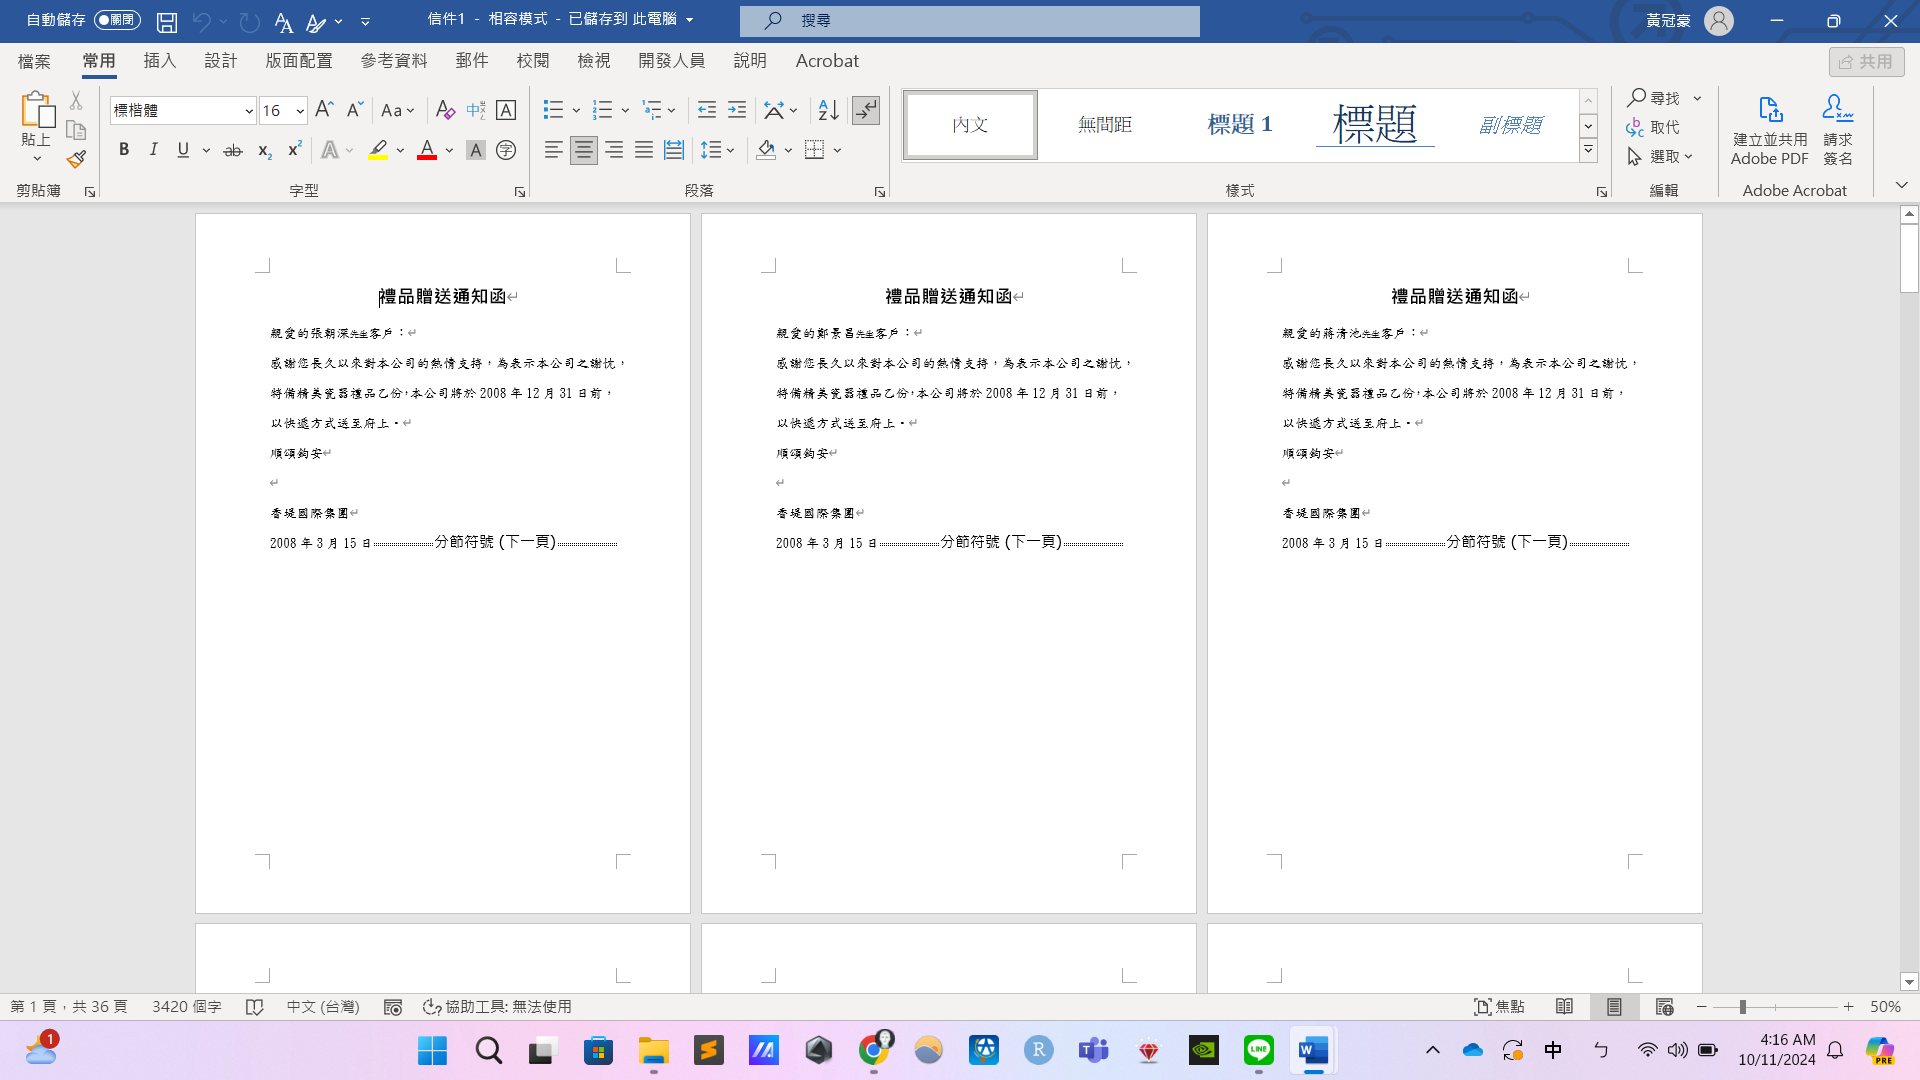 自動儲存 關閉 信件1 - 相容模式 - 已儲存到 此電腦 搜尋 黃冠豪
檔案 常用 插入 設計 版面配置 參考資料 郵件 校閱 檢視 開發人員 說明 Acrobat 共用
貼上 標楷體 16 Aa 內文 無間距 標題 1 標題 副標題 尋找 取代 選取 建立並共用 Adobe PDF 請求 簽名
剪貼簿 字型 段落 樣式 編輯 Adobe Acrobat
禮品贈送通知函
親愛的張朝深先生客戶：
感謝您長久以來對本公司的熱情支持，為表示本公司之謝忱，
特備精美瓷器禮品乙份，本公司將於 2008 年 12 月 31 日前，
以快遞方式送至府上。
順頌鈞安
香堤國際集團
2008 年 3 月 15 日 分節符號 (下一頁)
禮品贈送通知函
親愛的鄭景昌先生客戶：
感謝您長久以來對本公司的熱情支持，為表示本公司之謝忱，
特備精美瓷器禮品乙份，本公司將於 2008 年 12 月 31 日前，
以快遞方式送至府上。
順頌鈞安
香堤國際集團
2008 年 3 月 15 日 分節符號 (下一頁)
禮品贈送通知函
親愛的蔣清池先生客戶：
感謝您長久以來對本公司的熱情支持，為表示本公司之謝忱，
特備精美瓷器禮品乙份，本公司將於 2008 年 12 月 31 日前，
以快遞方式送至府上。
順頌鈞安
香堤國際集團
2008 年 3 月 15 日 分節符號 (下一頁)
第 1 頁，共 36 頁 3420 個字 中文 (台灣) 協助工具: 無法使用 焦點 50%
1 中 ㄅ 4:16 AM
10/11/2024 PRE